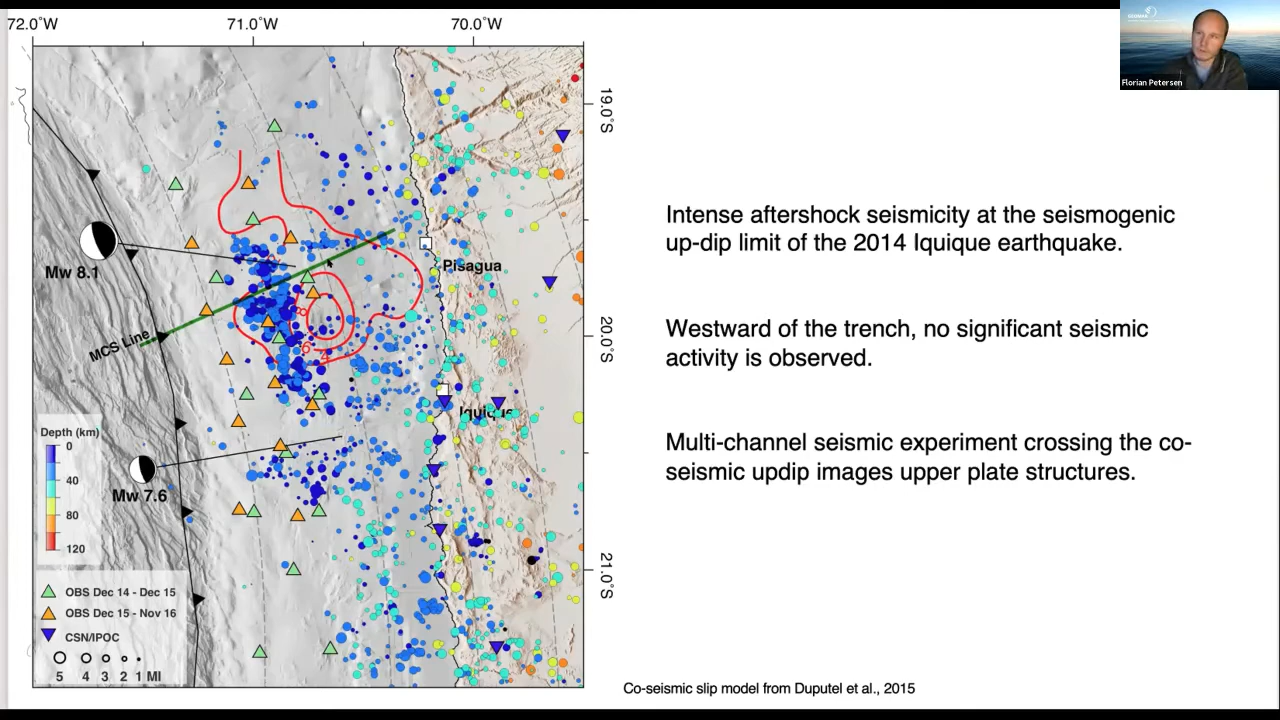 72.0°W
71.0°W
70.0°W
19.0°S
20.0°S
21.0°S
Mw 8.1
Pisagua
MCS Line
8
6
4
Iquique
Depth (km)
0
40
80
120
Mw 7.6
OBS Dec 14 - Dec 15
OBS Dec 15 - Nov 16
CSN/IPOC
5 4 3 2 1 Ml
Intense aftershock seismicity at the seismogenic
up-dip limit of the 2014 Iquique earthquake.
Westward of the trench, no significant seismic
activity is observed.
Multi-channel seismic experiment crossing the co-
seismic updip images upper plate structures.
Co-seismic slip model from Duputel et al., 2015
GEOMAR
Florian Petersen